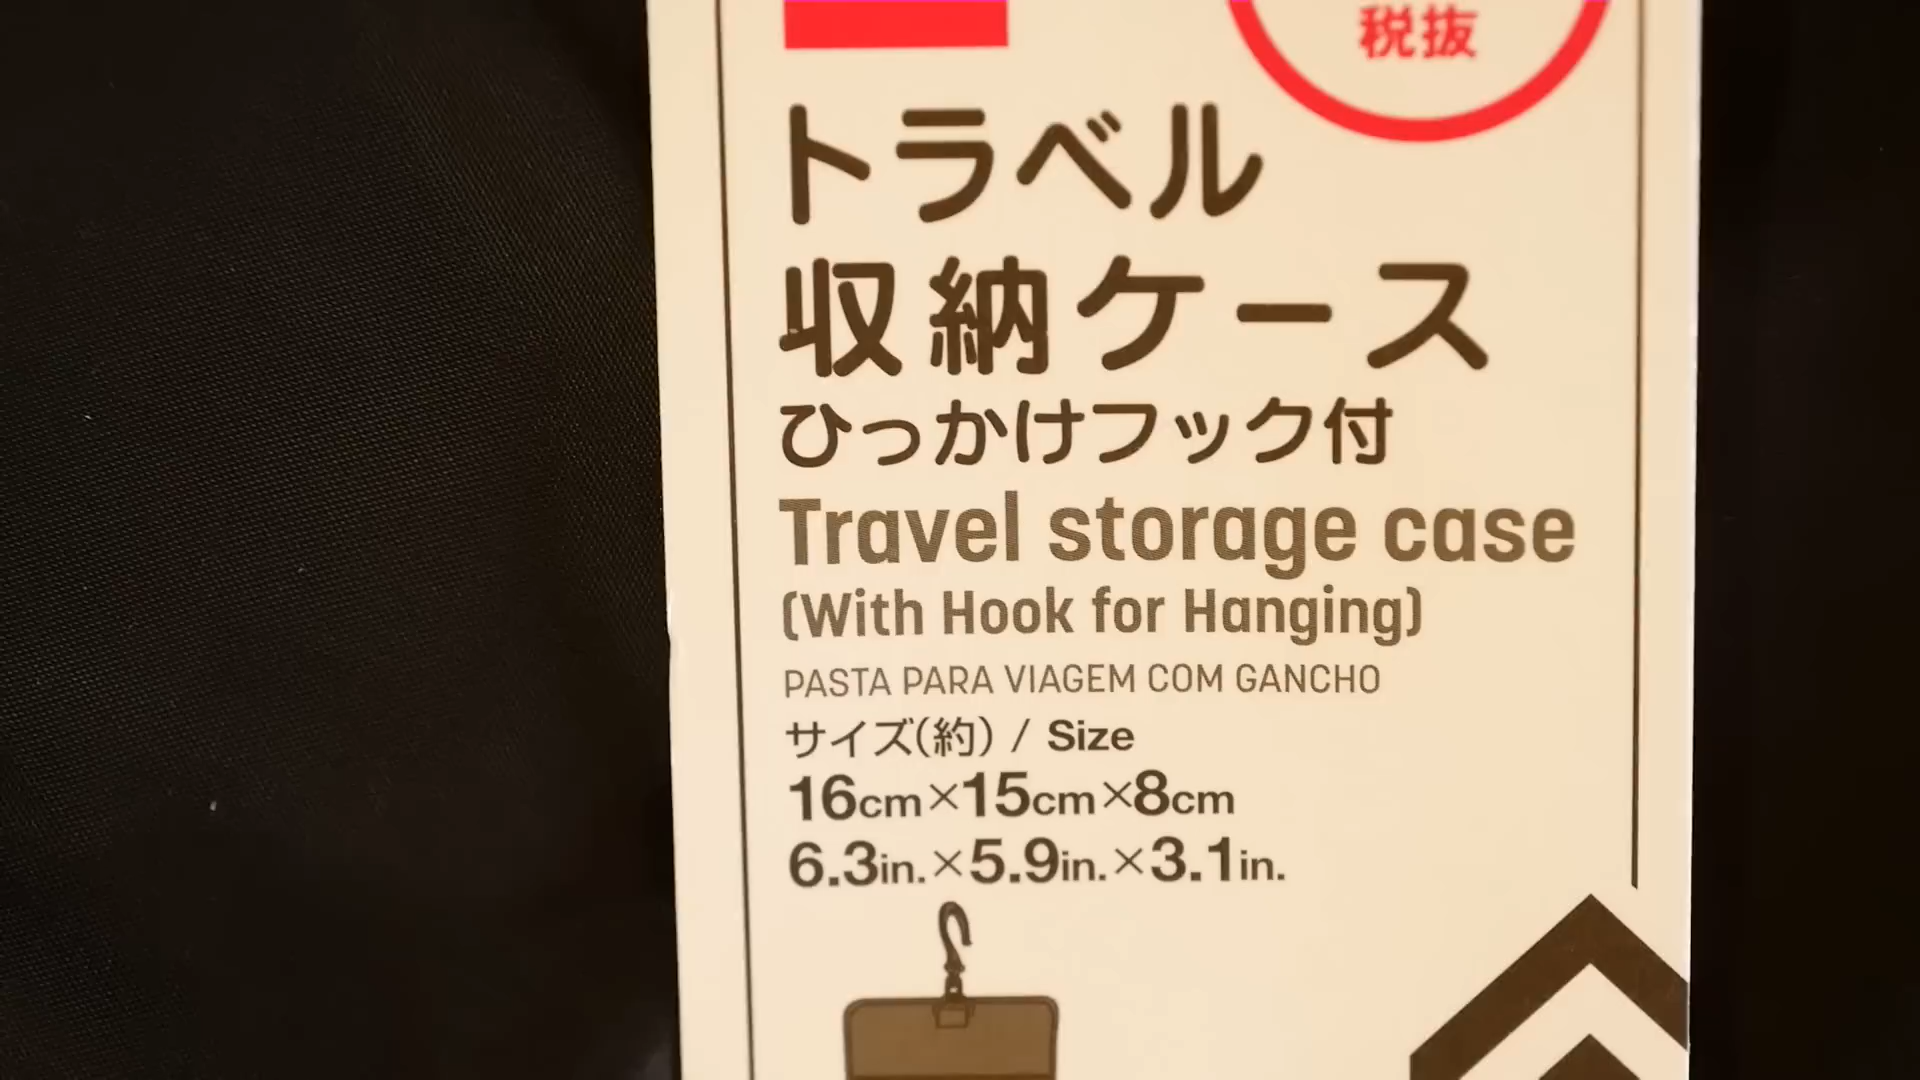 税抜
トラベル
収納ケース
ひっかけフック付
Travel storage case
(With Hook for Hanging)
PASTA PARA VIAGEM COM GANCHO
サイズ(約) / Size
16cm×15cm×8cm
6.3in.×5.9in.×3.1in.